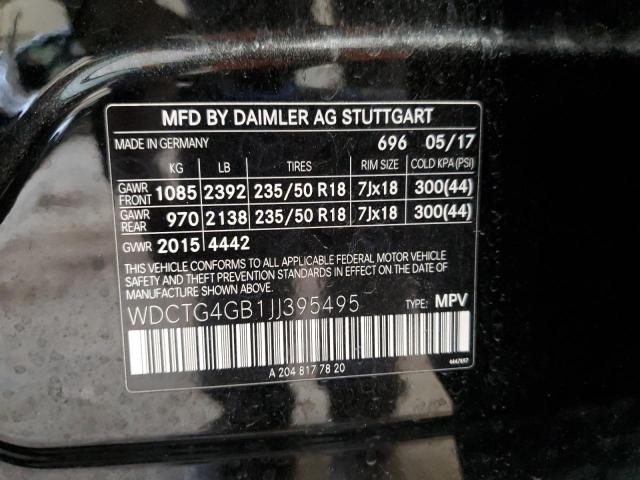 MFD BY DAIMLER AG STUTTGART
MADE IN GERMANY 696 05/17
KG LB TIRES RIM SIZE COLD KPA (PSI)
GAWR FRONT 1085 2392 235/50 R18 7Jx18 300(44)
GAWR REAR 970 2138 235/50 R18 7Jx18 300(44)
GVWR 2015 4442
THIS VEHICLE CONFORMS TO ALL APPLICABLE FEDERAL MOTOR VEHICLE
SAFETY AND THEFT PREVENTION STANDARDS IN EFFECT ON THE DATE
OF MANUFACTURE SHOWN ABOVE.
WDCTG4GB1JJ395495 TYPE: MPV
A 204 817 78 20